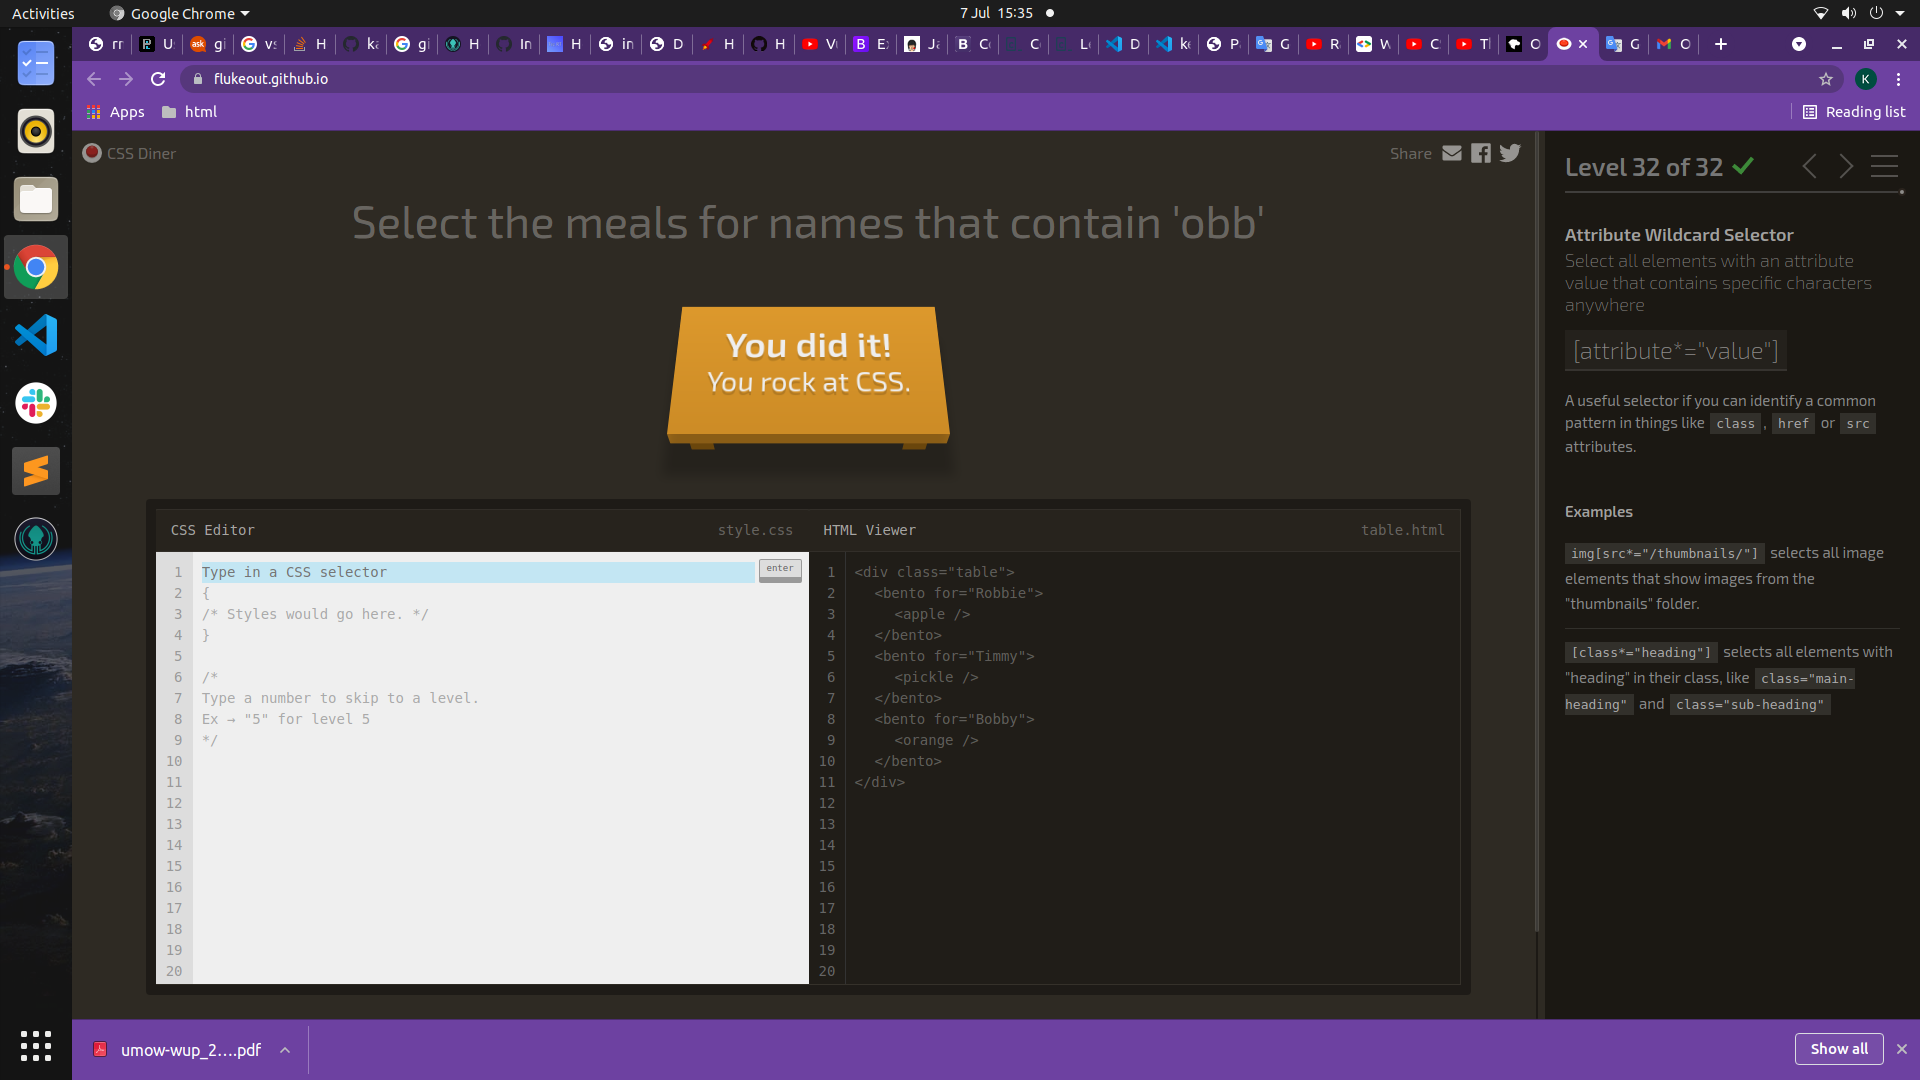 Activities
Google Chrome
7 Jul 15:35
rr
U
ask
gi
vs
H
ka
gi
H
In
H
in
D
H
H
Vi
B
E
Ja
B
C
C
L
D
ke
P
G
R
W
C
T
O
G
O
flukeout.github.io
K
Apps
html
Reading list
CSS Diner
Share
Select the meals for names that contain 'obb'
You did it!
You rock at CSS.
CSS Editor
style.css
1 Type in a CSS selector
enter
2 {
3 /* Styles would go here. */
4 }
5
6 /*
7 Type a number to skip to a level.
8 Ex → "5" for level 5
9 */
10
11
12
13
14
15
16
17
18
19
20
HTML Viewer
table.html
1 <div class="table">
2 <bento for="Robbie">
3 <apple />
4 </bento>
5 <bento for="Timmy">
6 <pickle />
7 </bento>
8 <bento for="Bobby">
9 <orange />
10 </bento>
11 </div>
12
13
14
15
16
17
18
19
20
Level 32 of 32
Attribute Wildcard Selector
Select all elements with an attribute
value that contains specific characters
anywhere
[attribute*="value"]
A useful selector if you can identify a common
pattern in things like class, href or src
attributes.
Examples
img[src*="/thumbnails/"] selects all image
elements that show images from the
"thumbnails" folder.
[class*="heading"] selects all elements with
"heading" in their class, like class="main-
heading" and class="sub-heading"
umow-wup_2....pdf
Show all